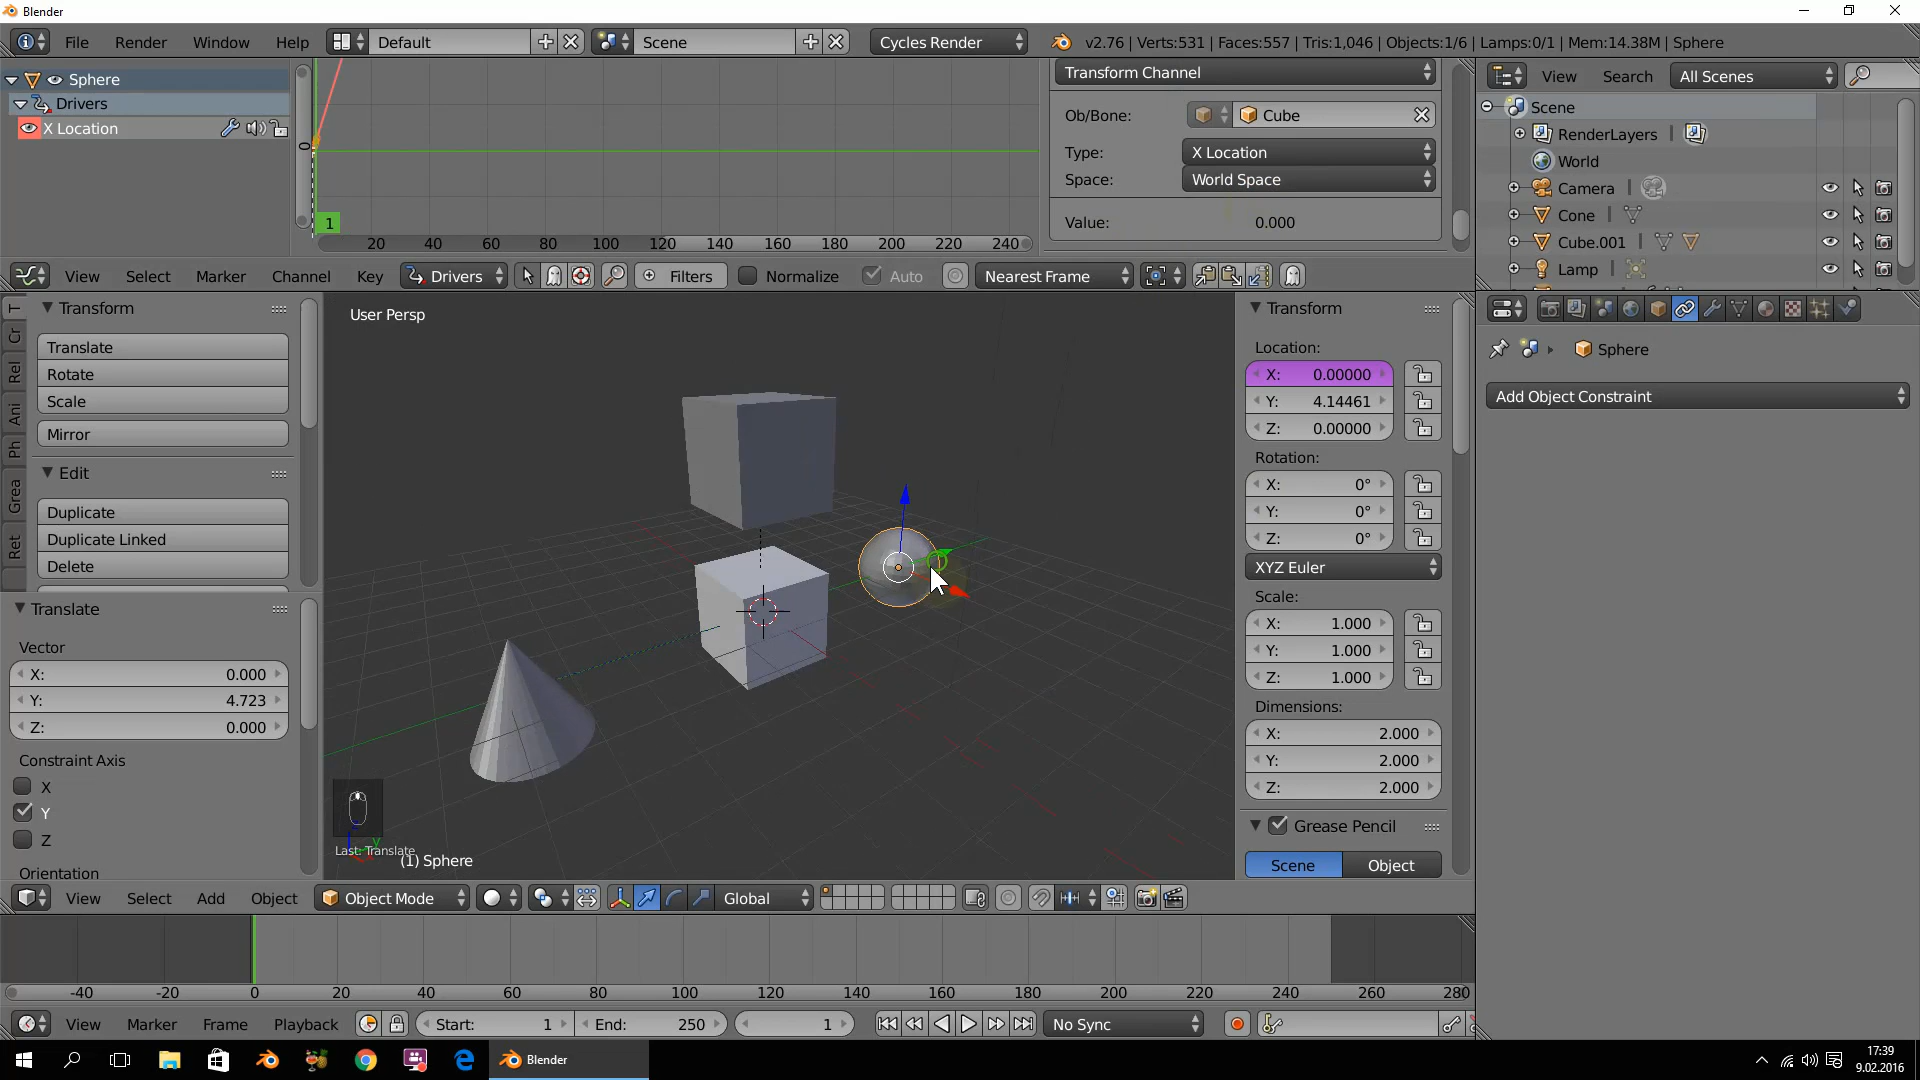 Blender
File Render Window Help Default Scene Cycles Render v2.76 | Verts:531 | Faces:557 | Tris:1,046 | Objects:1/6 | Lamps:0/1 | Mem:14.38M | Sphere
Sphere
Drivers
X Location
0
1
20 40 60 80 100 120 140 160 180 200 220 240
Transform Channel
Ob/Bone: Cube
Type: X Location
Space: World Space
Value: 0.000
View Search All Scenes
Scene
RenderLayers
World
Camera
Cone
Cube.001
Lamp
View Select Marker Channel Key Drivers Filters Normalize Auto Nearest Frame
T
Cr
Rel
Ani
Ph
Grea
Ret
Transform
Translate
Rotate
Scale
Mirror
Edit
Duplicate
Duplicate Linked
Delete
Translate
Vector
X: 0.000
Y: 4.723
Z: 0.000
Constraint Axis
X
Y
Z
Orientation
User Persp
Last: Translate
(1) Sphere
Transform
Location:
X: 0.00000
Y: 4.14461
Z: 0.00000
Rotation:
X: 0°
Y: 0°
Z: 0°
XYZ Euler
Scale:
X: 1.000
Y: 1.000
Z: 1.000
Dimensions:
X: 2.000
Y: 2.000
Z: 2.000
Grease Pencil
Scene Object
Sphere
Add Object Constraint
View Select Add Object Object Mode Global
-40 -20 0 20 40 60 80 100 120 140 160 180 200 220 240 260 280
View Marker Frame Playback Start: 1 End: 250 1 No Sync
Blender
17:39
9.02.2016